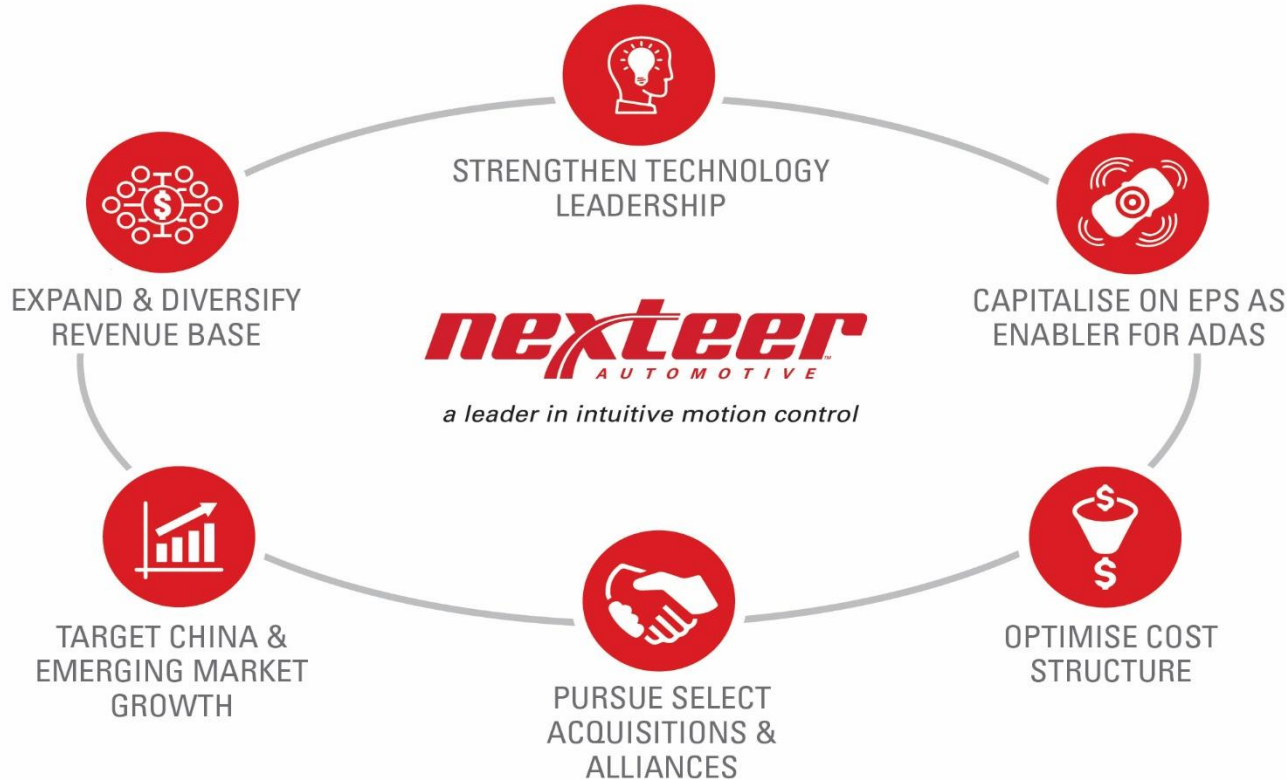 STRENGTHEN TECHNOLOGY
LEADERSHIP
EXPAND & DIVERSIFY
REVENUE BASE
CAPITALISE ON EPS AS
ENABLER FOR ADAS
nexteer™
AUTOMOTIVE
a leader in intuitive motion control
TARGET CHINA &
EMERGING MARKET
GROWTH
PURSUE SELECT
ACQUISITIONS &
ALLIANCES
OPTIMISE COST
STRUCTURE
$
$
$